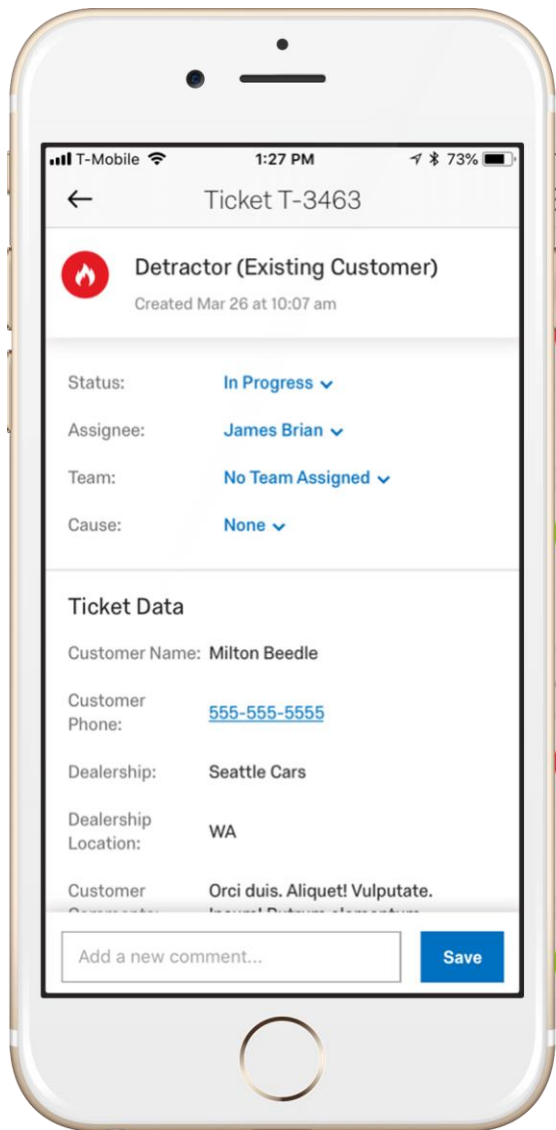 T-Mobile 1:27 PM 73%
Ticket T-3463
Detractor (Existing Customer)
Created Mar 26 at 10:07 am
Status: In Progress
Assignee: James Brian
Team: No Team Assigned
Cause: None
Ticket Data
Customer Name: Milton Beedle
Customer
Phone:
555-555-5555
Dealership: Seattle Cars
Dealership
Location:
WA
Customer Orci duis. Aliquet! Vulputate.
Add a new comment... Save